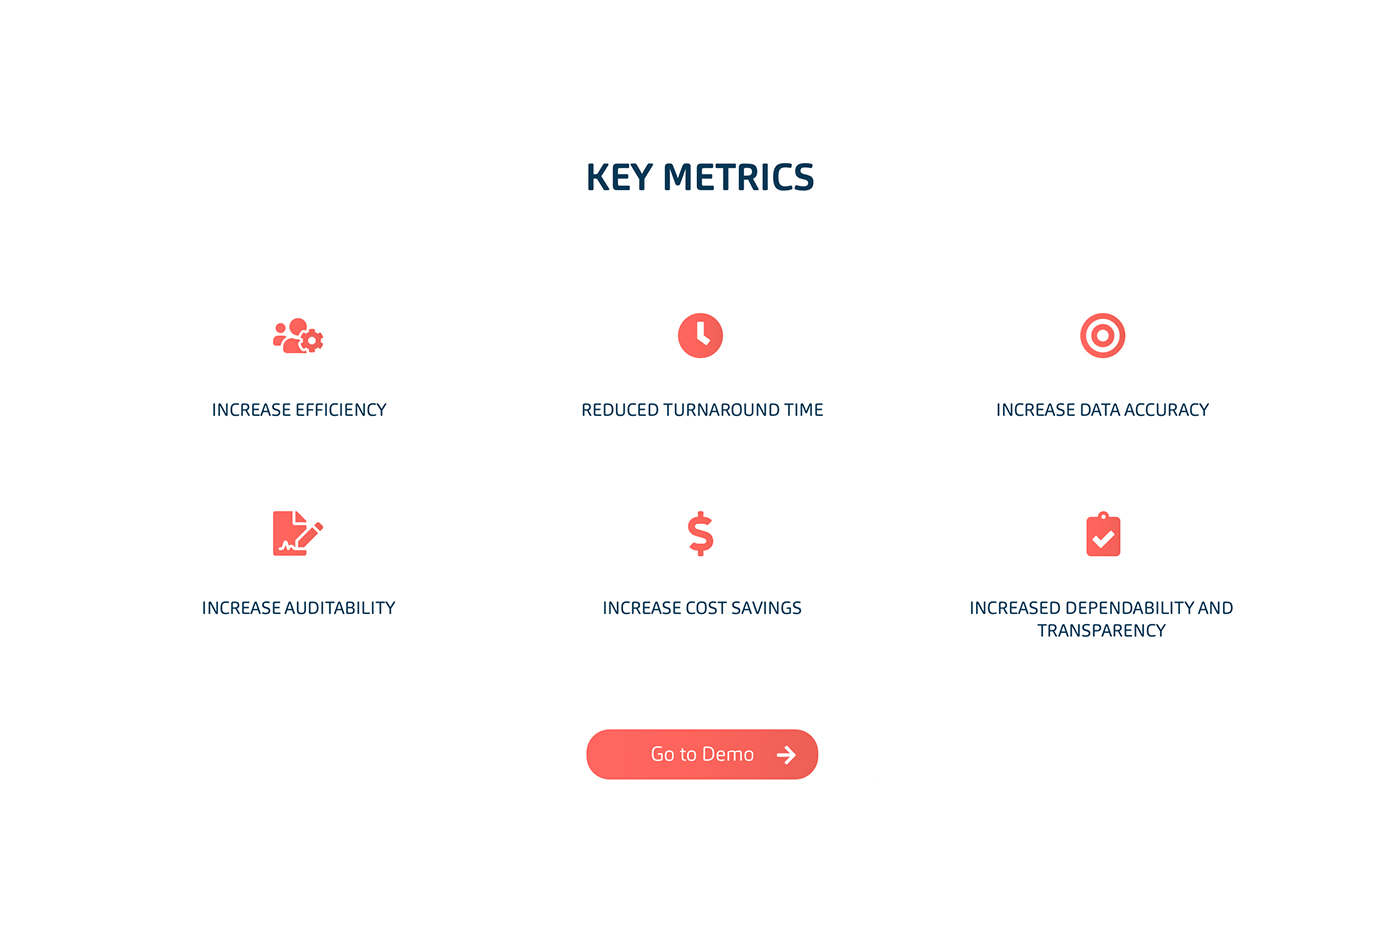 KEY METRICS
INCREASE EFFICIENCY
REDUCED TURNAROUND TIME
INCREASE DATA ACCURACY
INCREASE AUDITABILITY
INCREASE COST SAVINGS
INCREASED DEPENDABILITY AND
TRANSPARENCY
Go to Demo